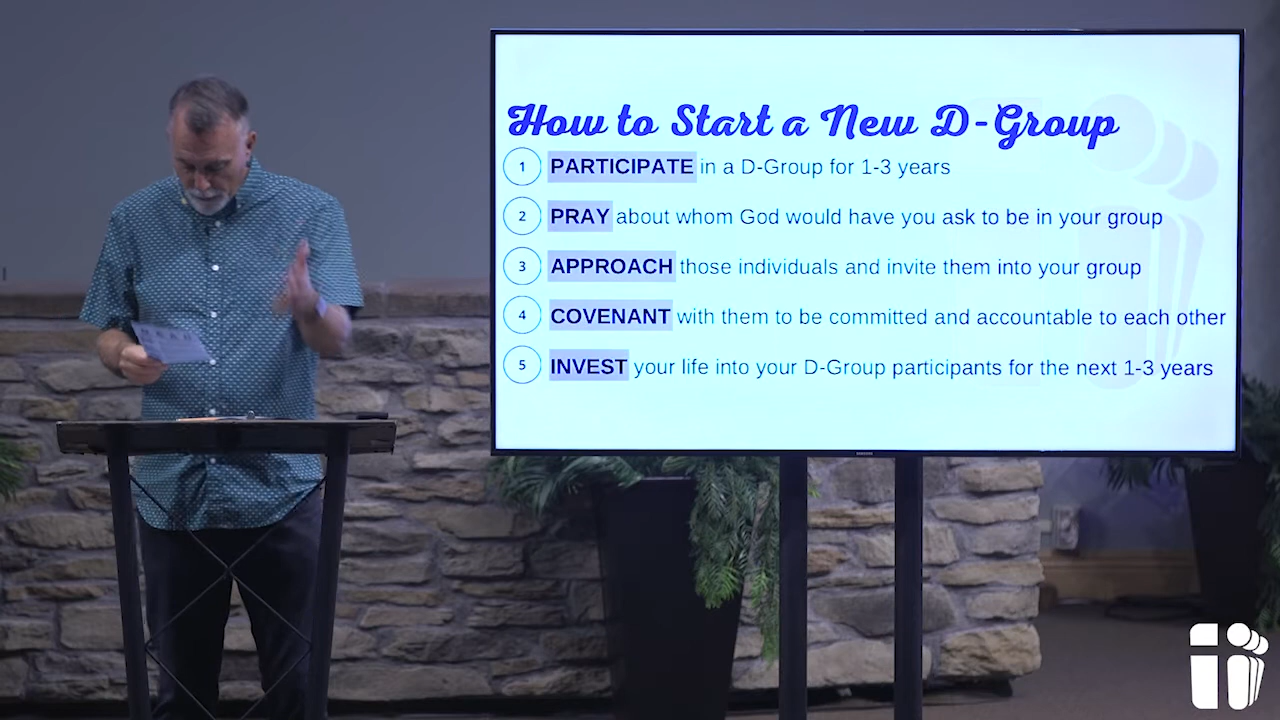 How to Start a New D-Group
1 PARTICIPATE in a D-Group for 1-3 years
2 PRAY about whom God would have you ask to be in your group
3 APPROACH those individuals and invite them into your group
4 COVENANT with them to be committed and accountable to each other
5 INVEST your life into your D-Group participants for the next 1-3 years
SAMSUNG